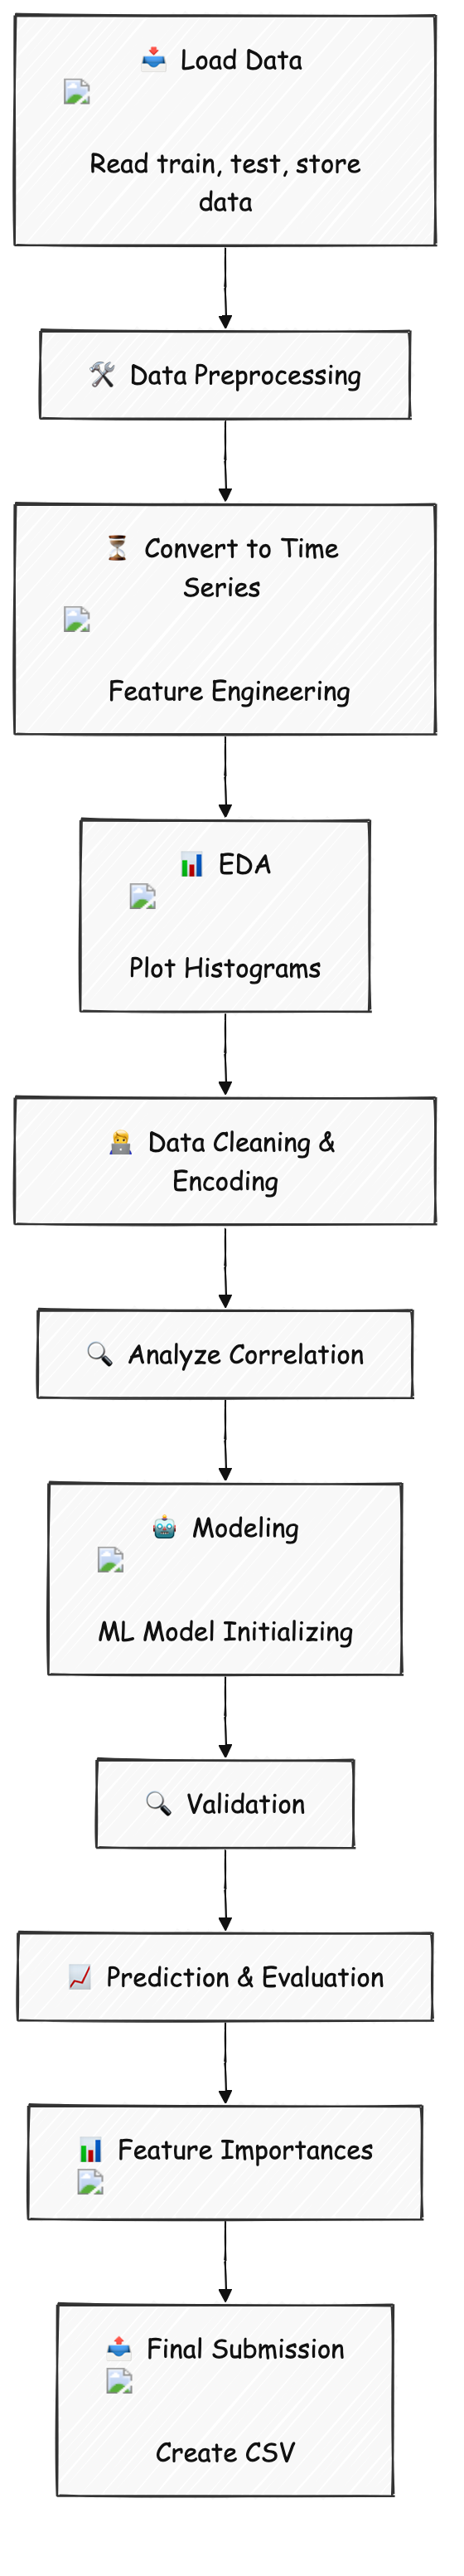 Load Data
Read train, test, store
data
Data Preprocessing
Convert to Time
Series
Feature Engineering
EDA
Plot Histograms
Data Cleaning &
Encoding
Analyze Correlation
Modeling
ML Model Initializing
Validation
Prediction & Evaluation
Feature Importances
Final Submission
Create CSV